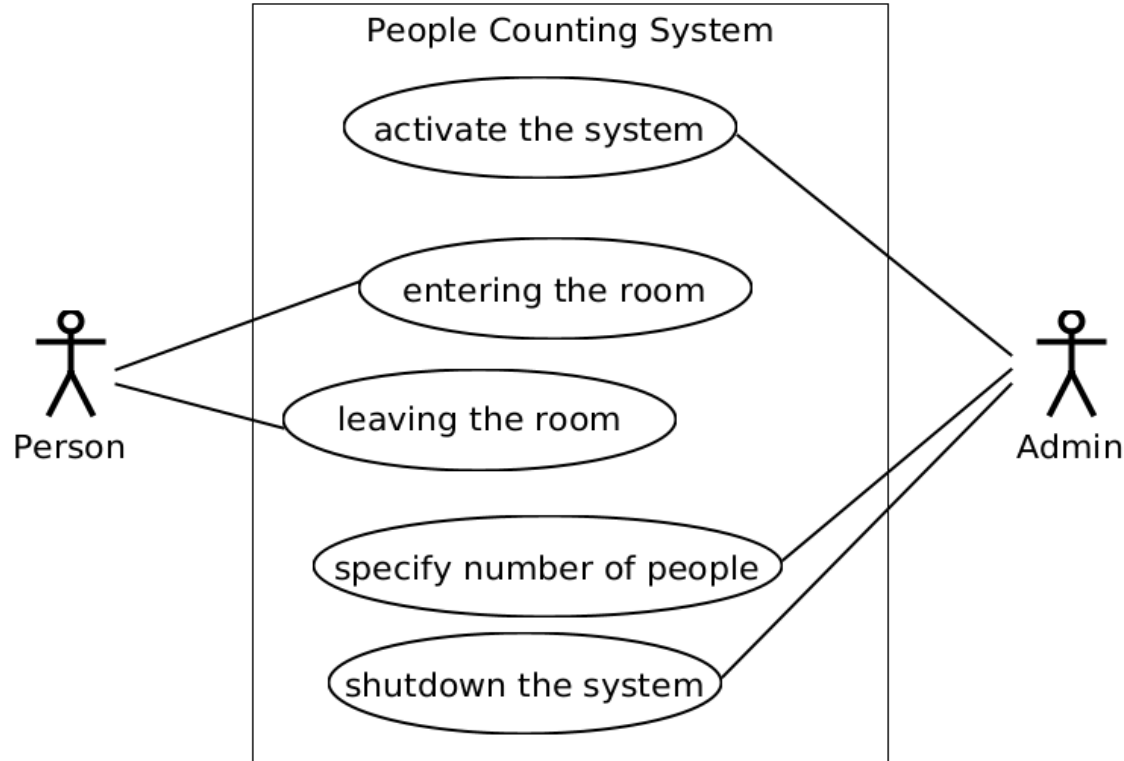 People Counting System
activate the system
entering the room
leaving the room
Person
Admin
specify number of people
shutdown the system